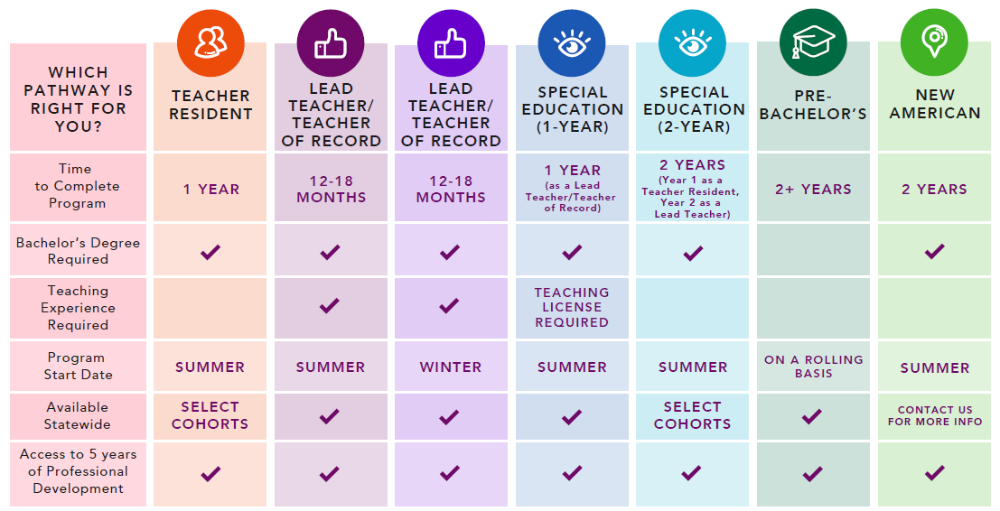 WHICH
PATHWAY IS
RIGHT FOR
YOU?
TEACHER
RESIDENT
LEAD
TEACHER/
TEACHER
OF RECORD
LEAD
TEACHER/
TEACHER
OF RECORD
SPECIAL
EDUCATION
(1-YEAR)
SPECIAL
EDUCATION
(2-YEAR)
PRE-
BACHELOR'S
NEW
AMERICAN
Time
to Complete
Program
1 YEAR
12-18
MONTHS
12-18
MONTHS
1 YEAR
(as a Lead
Teacher/Teacher
of Record)
2 YEARS
(Year 1 as a
Teacher Resident,
Year 2 as a
Lead Teacher)
2+ YEARS
2 YEARS
Bachelor's Degree
Required
Teaching
Experience
Required
TEACHING
LICENSE
REQUIRED
Program
Start Date
SUMMER
SUMMER
WINTER
SUMMER
SUMMER
ON A ROLLING
BASIS
SUMMER
Available
Statewide
SELECT
COHORTS
SELECT
COHORTS
CONTACT US
FOR MORE INFO
Access to 5 years
of Professional
Development